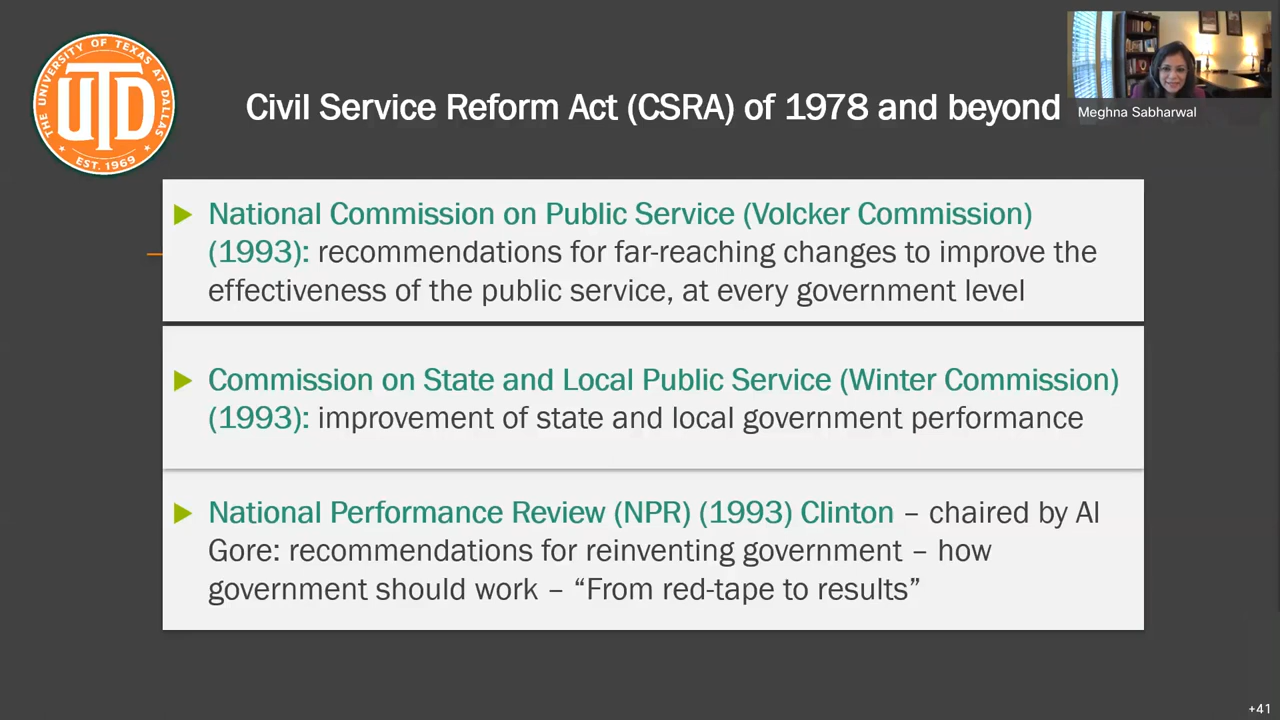 THE UNIVERSITY OF TEXAS AT DALLAS
UTD
EST. 1969
Civil Service Reform Act (CSRA) of 1978 and beyond
Meghna Sabharwal
National Commission on Public Service (Volcker Commission)
(1993): recommendations for far-reaching changes to improve the
effectiveness of the public service, at every government level
Commission on State and Local Public Service (Winter Commission)
(1993): improvement of state and local government performance
National Performance Review (NPR) (1993) Clinton – chaired by Al
Gore: recommendations for reinventing government – how
government should work – “From red-tape to results”
+41